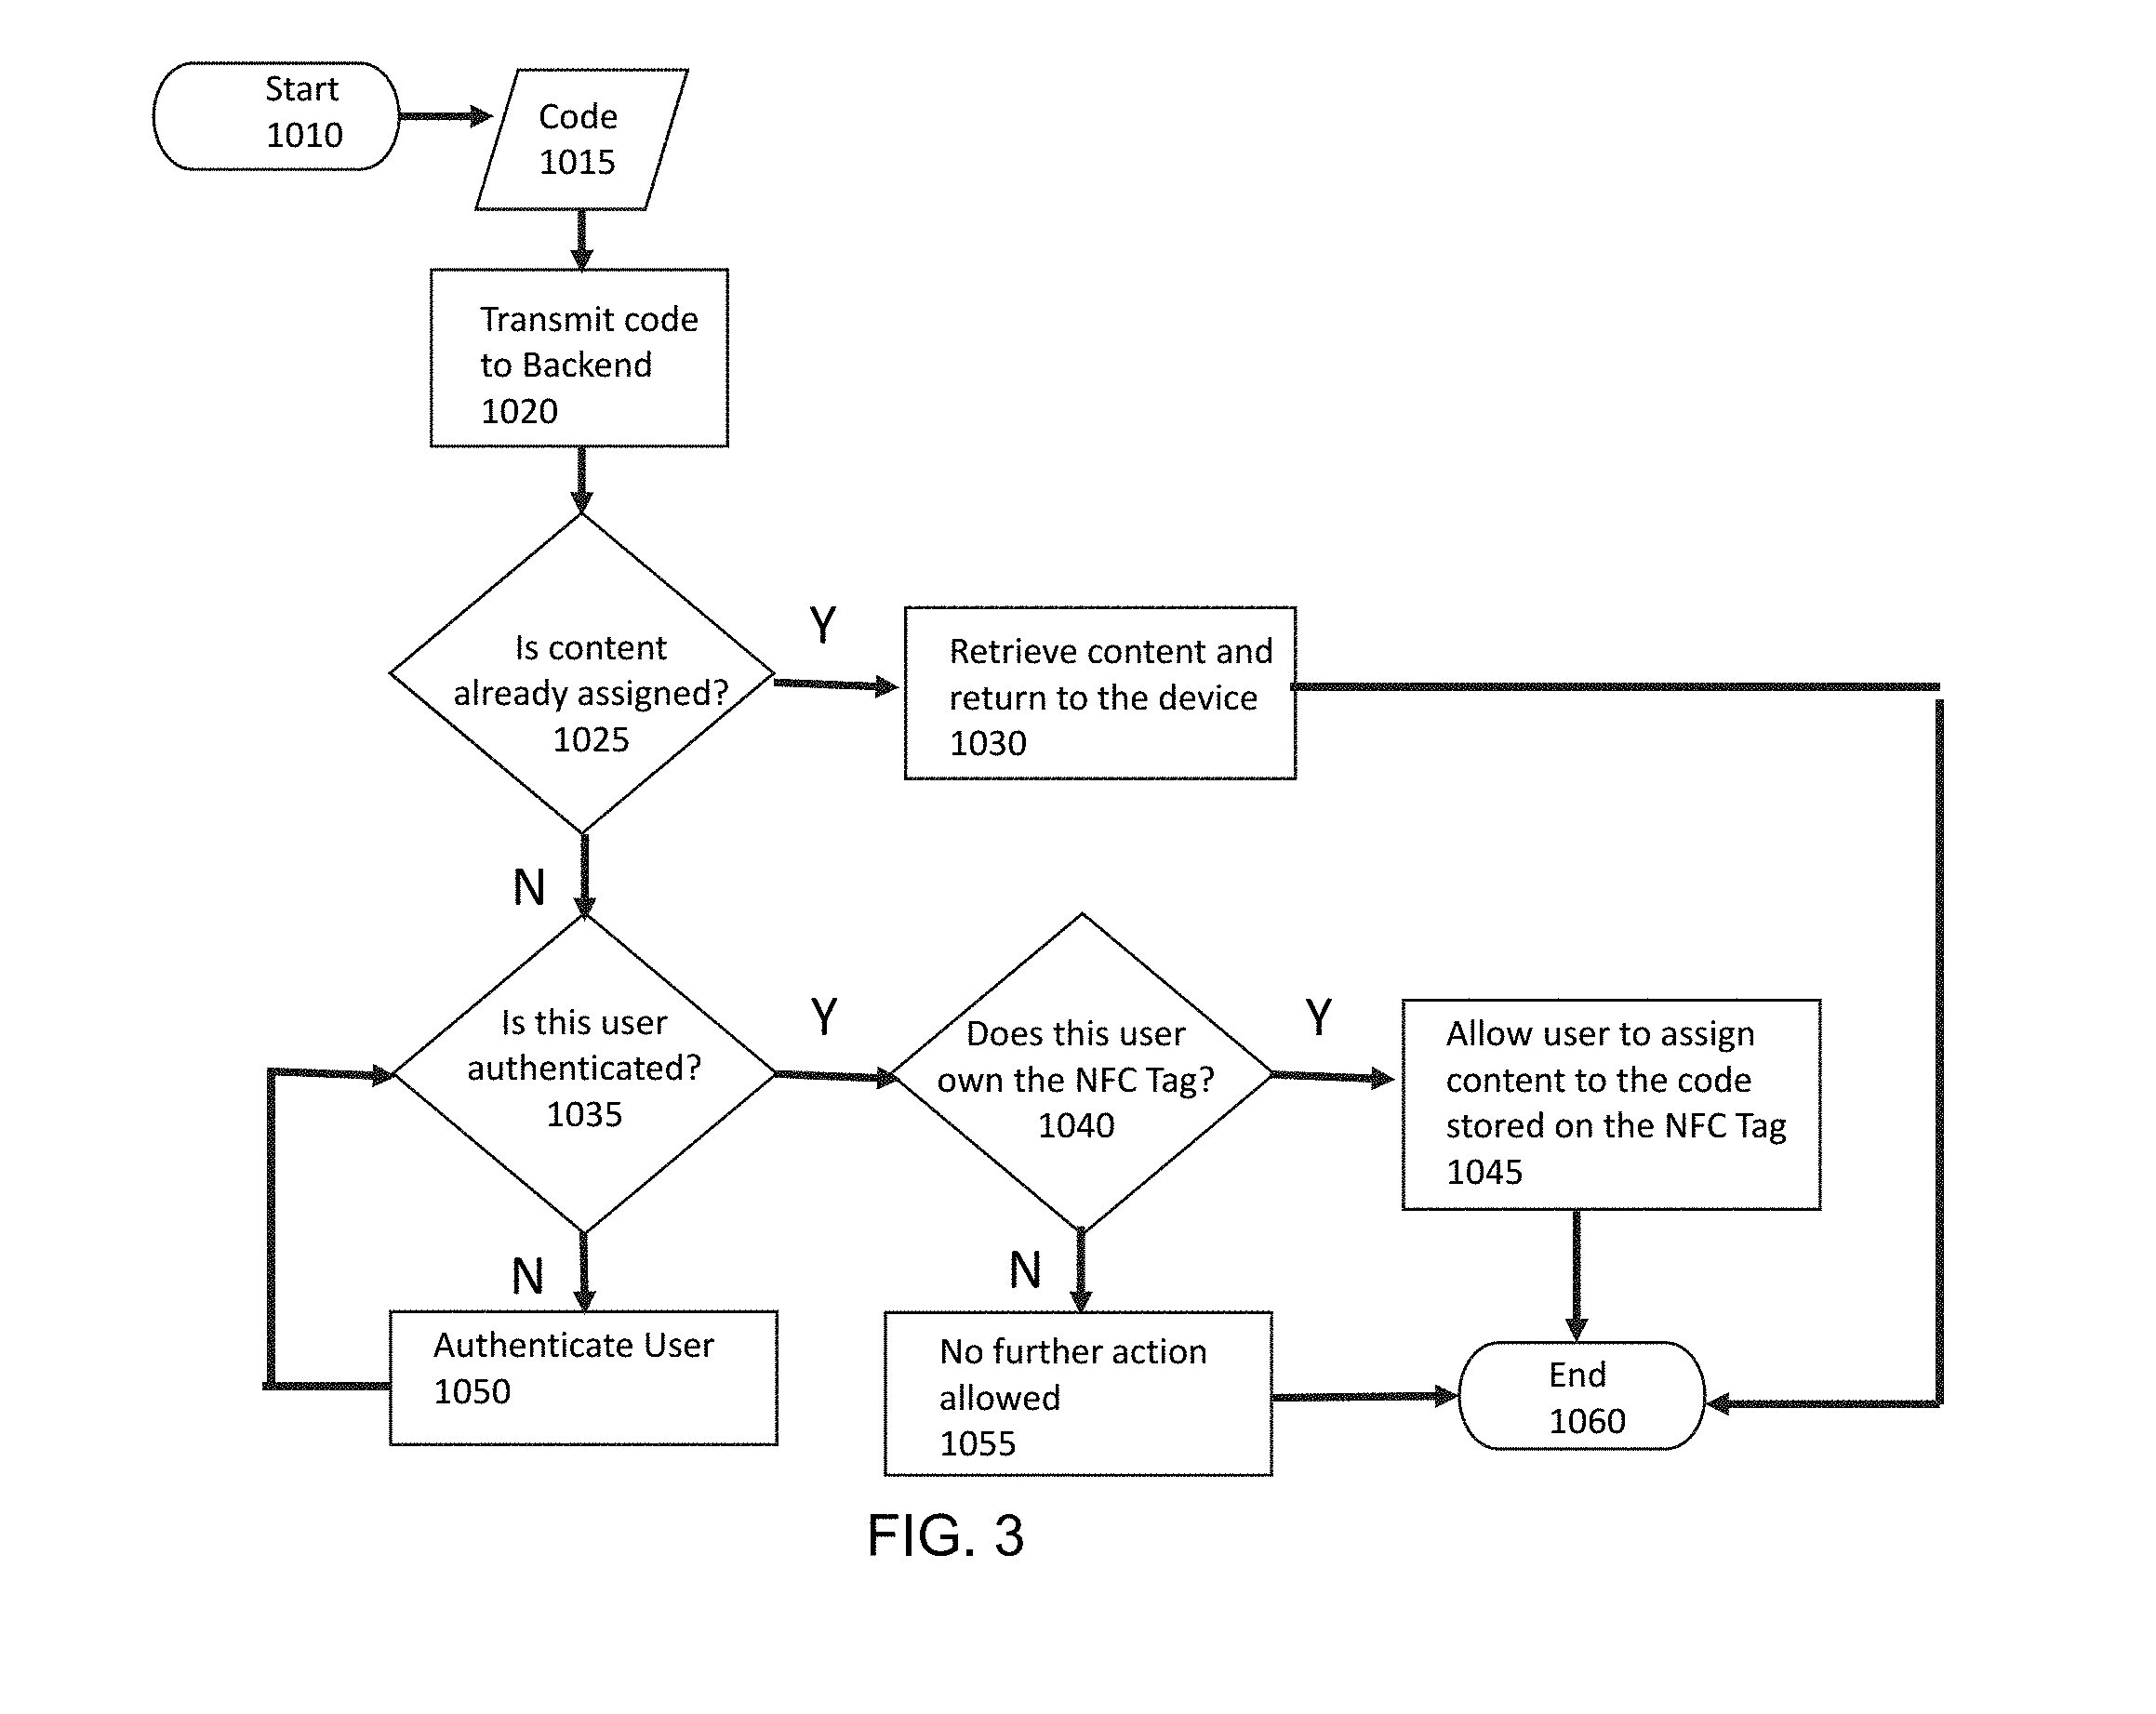 Start
1010
Code
1015
Transmit code
to Backend
1020
Is content
already assigned?
1025
Y
Retrieve content and
return to the device
1030
N
Is this user
authenticated?
1035
Y
Does this user
own the NFC Tag?
1040
Y
Allow user to assign
content to the code
stored on the NFC Tag
1045
N
Authenticate User
1050
N
No further action
allowed
1055
End
1060
FIG. 3